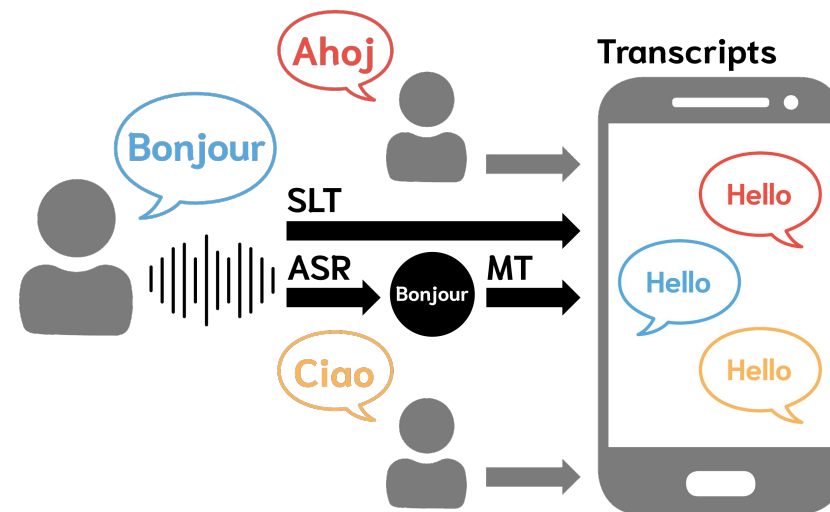 Ahoj
Transcripts
Bonjour
Hello
SLT
ASR
Bonjour
MT
Hello
Ciao
Hello